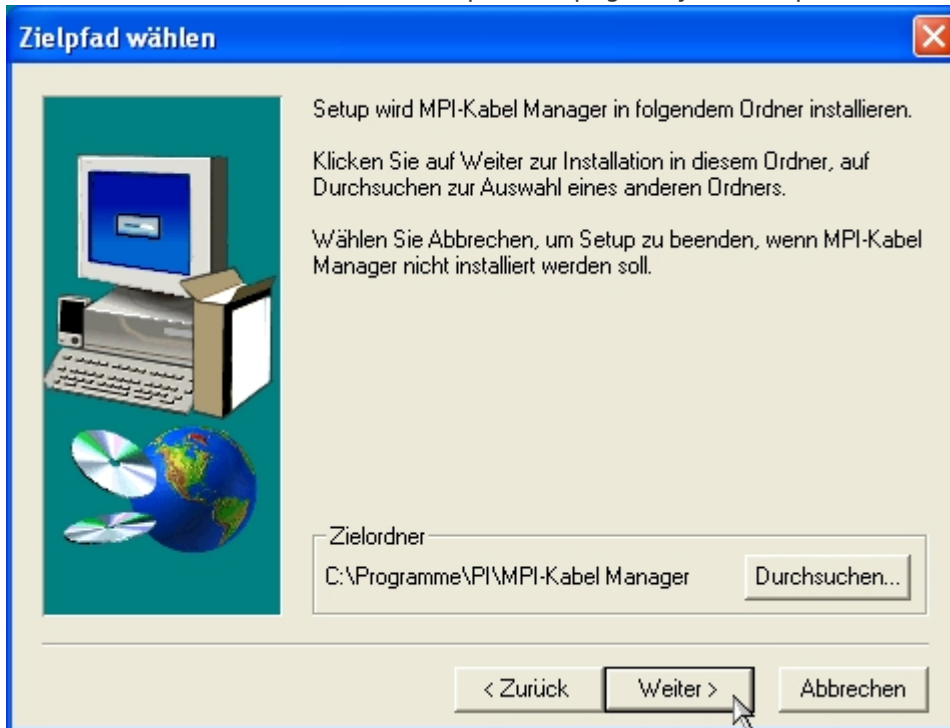 Zielpfad wählen
Setup wird MPI-Kabel Manager in folgendem Ordner installieren.
Klicken Sie auf Weiter zur Installation in diesem Ordner, auf
Durchsuchen zur Auswahl eines anderen Ordners.
Wählen Sie Abbrechen, um Setup zu beenden, wenn MPI-Kabel
Manager nicht installiert werden soll.
Zielordner
C:\Programme\PI\MPI-Kabel Manager
Durchsuchen...
< Zurück
Weiter >
Abbrechen